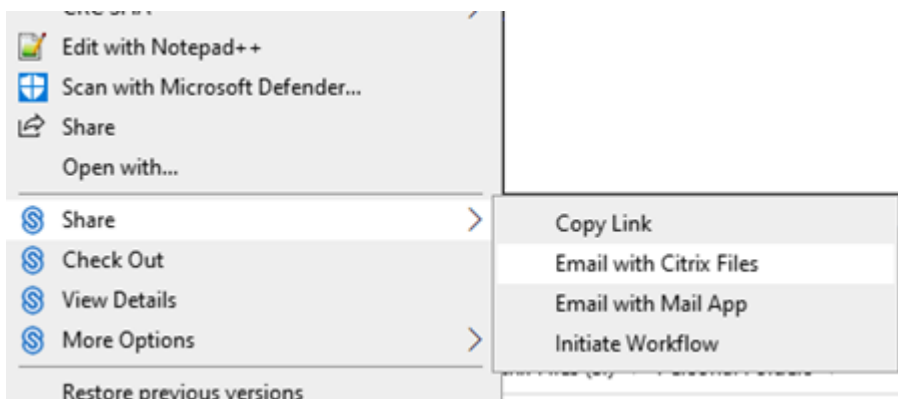 Edit with Notepad++
Scan with Microsoft Defender...
Share
Open with...
Share
Check Out
View Details
More Options
Restore previous versions
Copy Link
Email with Citrix Files
Email with Mail App
Initiate Workflow